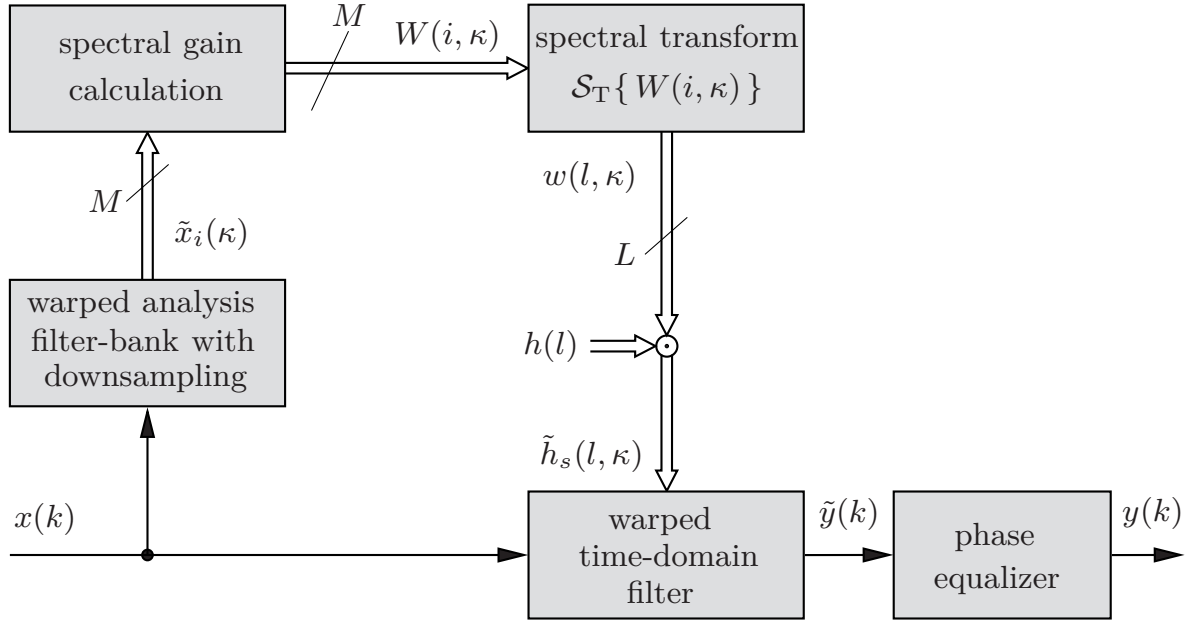 spectral gain
calculation
M
W(i, κ)
spectral transform
S_T{ W(i, κ) }
M
x̃_i(κ)
w(l, κ)
L
warped analysis
filter-bank with
downsampling
h(l)
h̃_s(l, κ)
x(k)
warped
time-domain
filter
ỹ(k)
phase
equalizer
y(k)